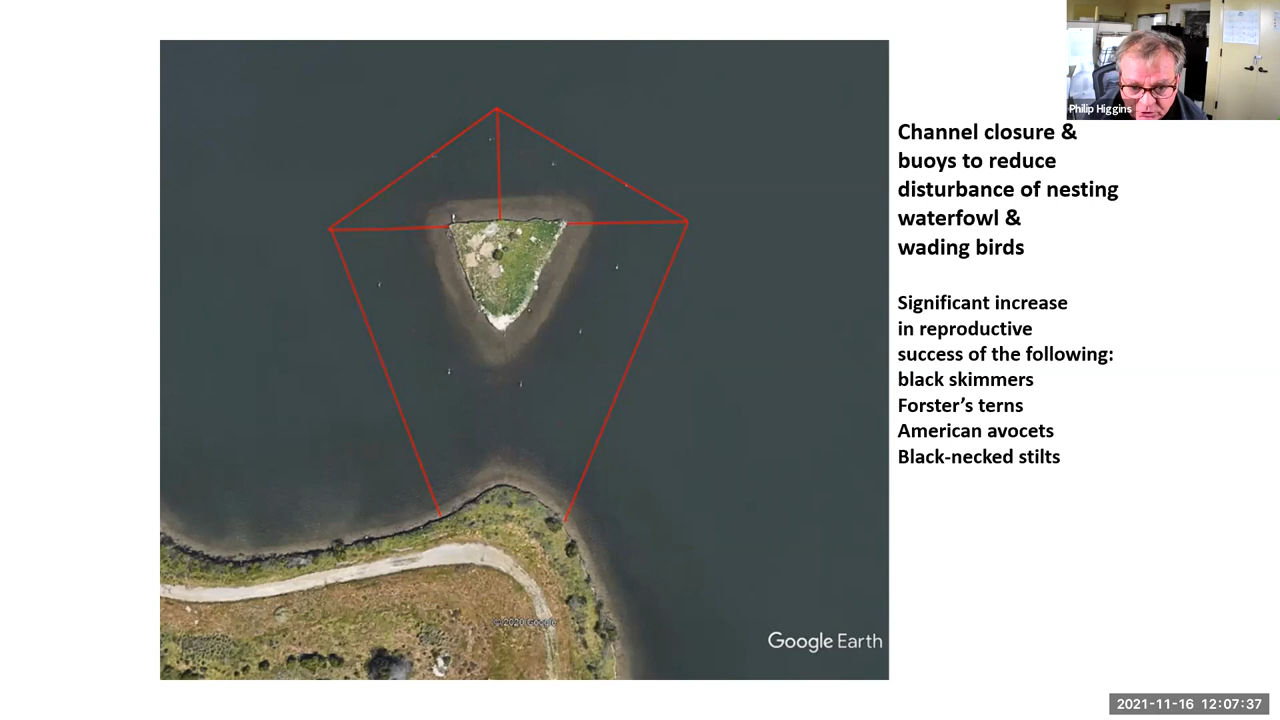 Philip Higgins
Channel closure &
buoys to reduce
disturbance of nesting
waterfowl &
wading birds
Significant increase
in reproductive
success of the following:
black skimmers
Forster’s terns
American avocets
Black-necked stilts
© 2020 Google
Google Earth
2021-11-16 12:07:37